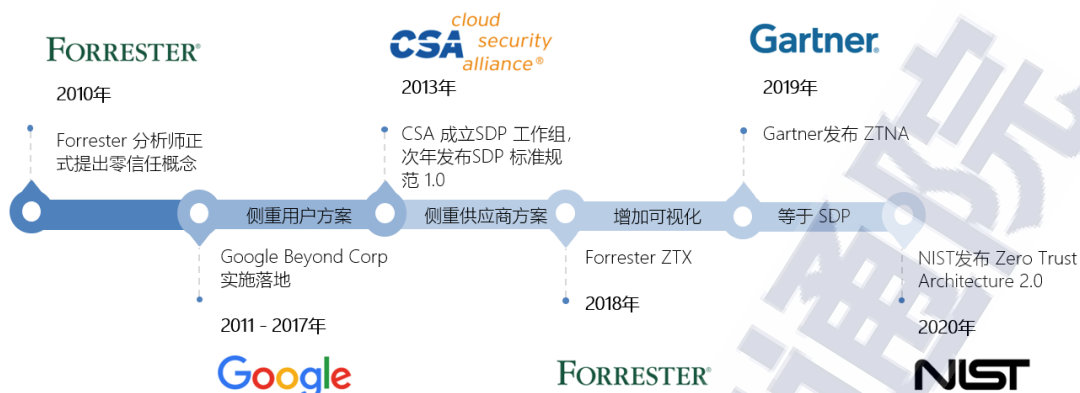 FORRESTER®
2010年
Forrester 分析师正
式提出零信任概念
CSA cloud
security
alliance®
2013年
CSA 成立SDP 工作组,
次年发布SDP 标准规
范 1.0
Gartner
2019年
Gartner发布 ZTNA
侧重用户方案
侧重供应商方案
增加可视化
等于 SDP
Google Beyond Corp
实施落地
2011 - 2017年
Google
Forrester ZTX
2018年
FORRESTER®
NIST发布 Zero Trust
Architecture 2.0
2020年
NIST